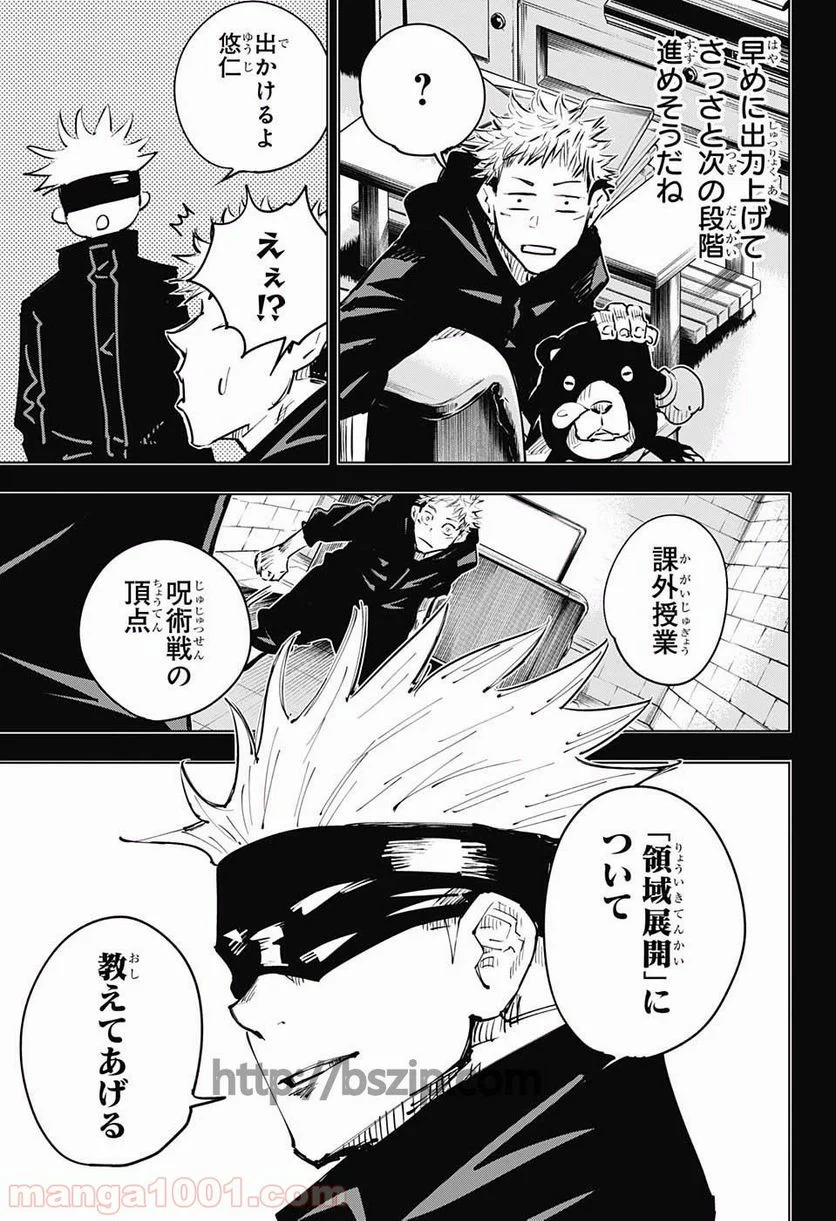 早めに出力上げて
さっさと次の段階
進めそうだね
?
出かけるよ
悠仁
えぇ!?
課外授業
呪術戦の
頂点
「領域展開」に
ついて
教えてあげる
http://bszip.com
manga1001.com